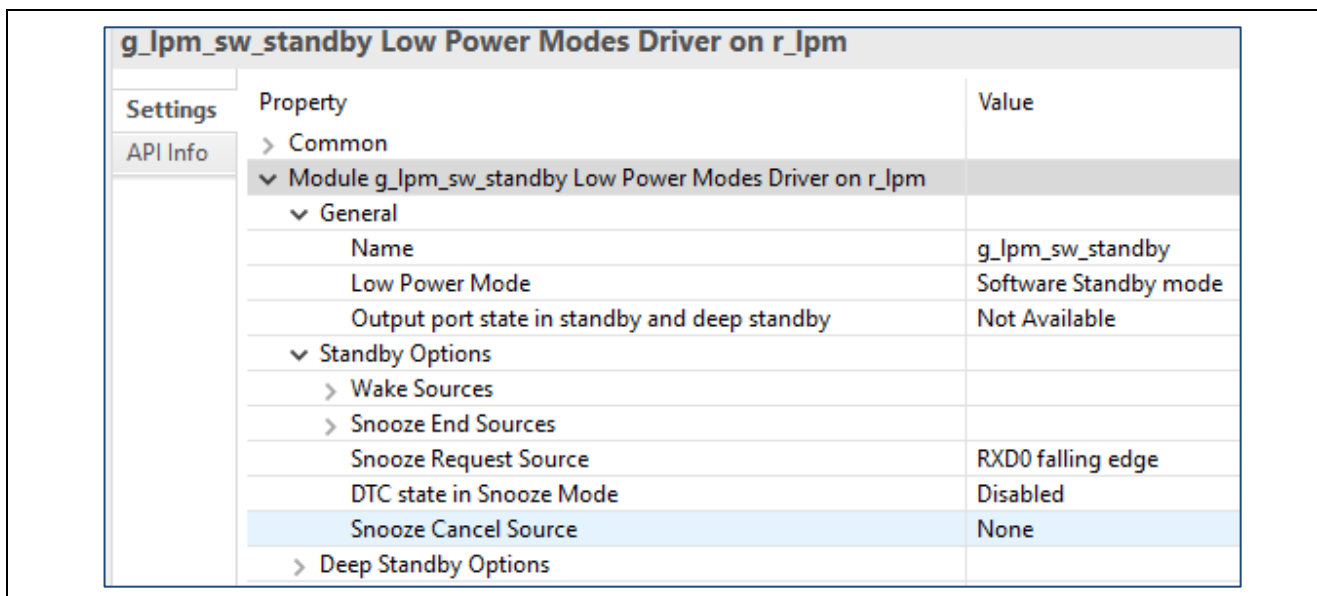 g_lpm_sw_standby Low Power Modes Driver on r_lpm
Settings
API Info
Property Value
Common
Module g_lpm_sw_standby Low Power Modes Driver on r_lpm
General
Name g_lpm_sw_standby
Low Power Mode Software Standby mode
Output port state in standby and deep standby Not Available
Standby Options
Wake Sources
Snooze End Sources
Snooze Request Source RXD0 falling edge
DTC state in Snooze Mode Disabled
Snooze Cancel Source None
Deep Standby Options